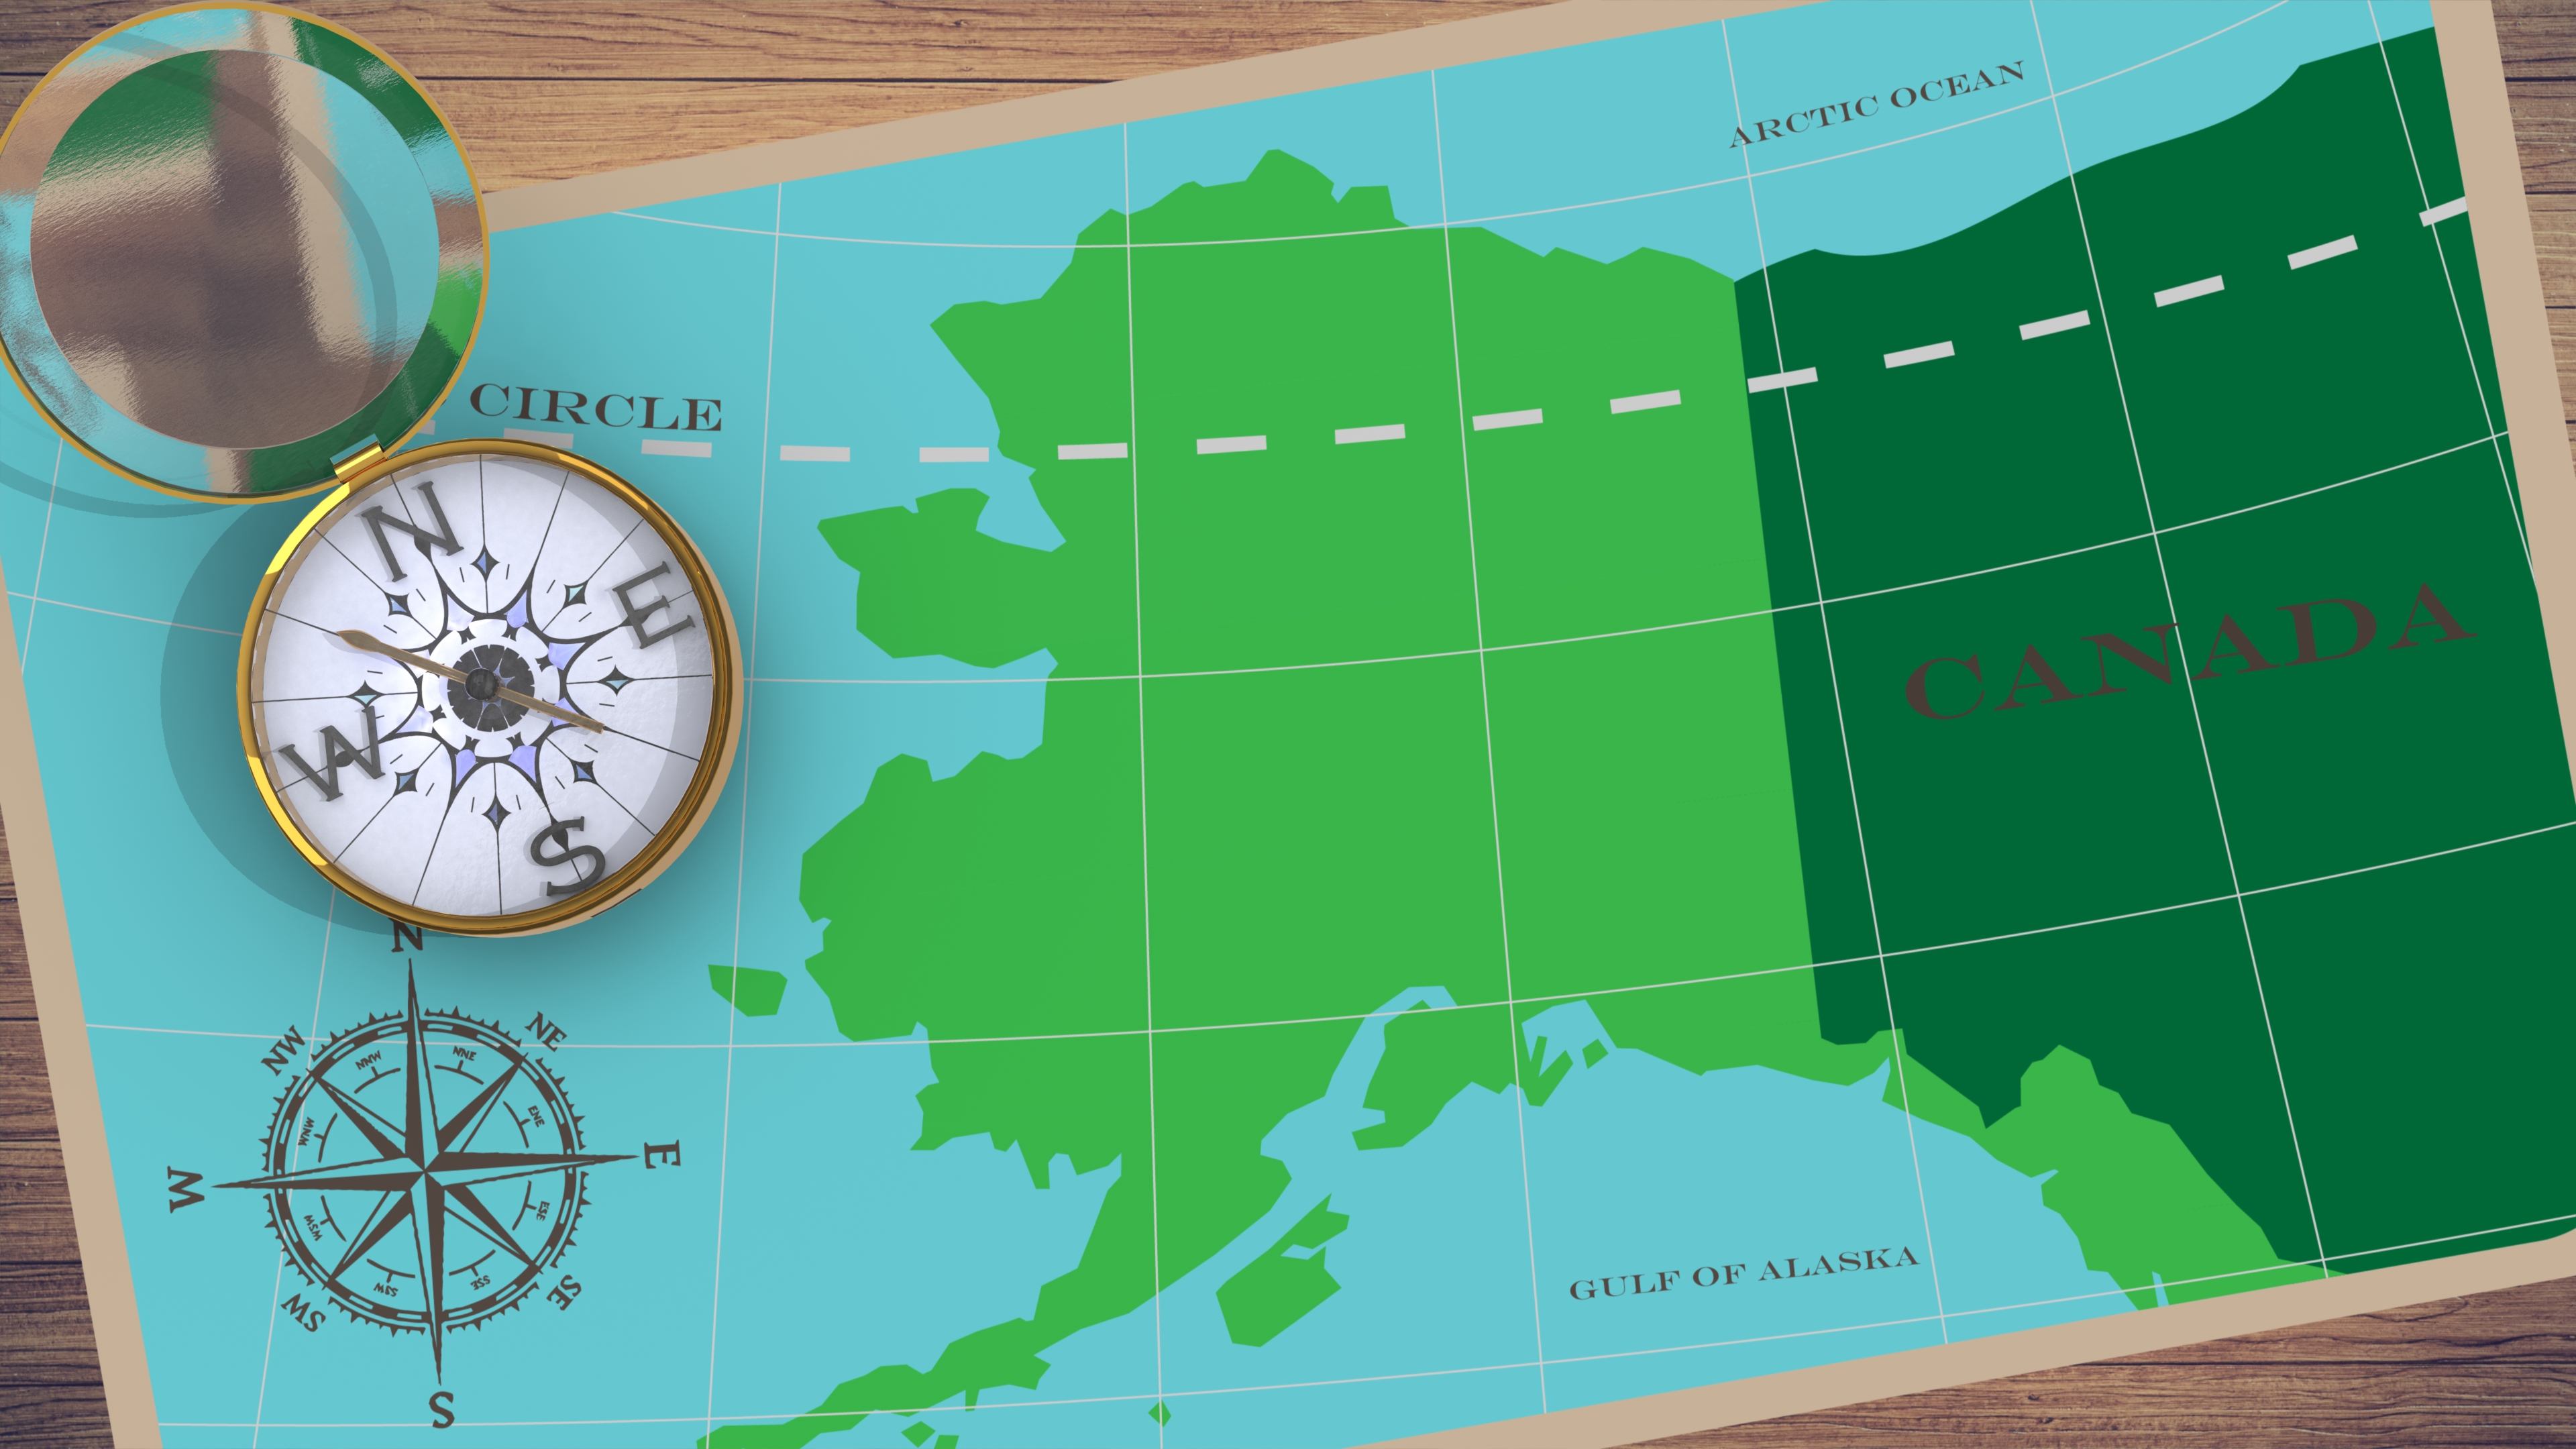 ARCTIC OCEAN
CIRCLE
N
E
W
S
CANADA
N
NW
NE
NNW
NNE
WNW
ENE
W
E
WSW
ESE
SSW
SSE
SW
SE
S
GULF OF ALASKA